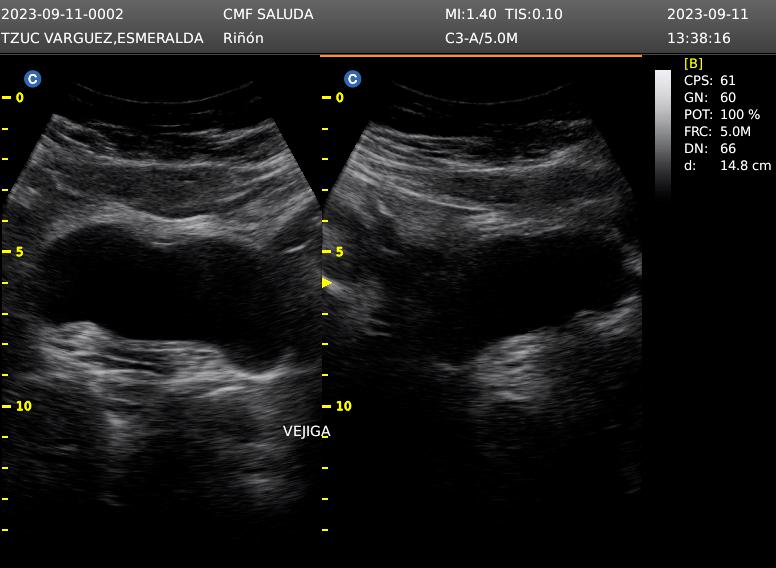 2023-09-11-0002 CMF SALUDA MI:1.40 TIS:0.10 2023-09-11
TZUC VARGUEZ,ESMERALDA Riñón C3-A/5.0M 13:38:16
[B]
CPS: 61
GN: 60
POT: 100 %
FRC: 5.0M
DN: 66
d: 14.8 cm
C C
0 0
5 5
10 10
VEJIGA